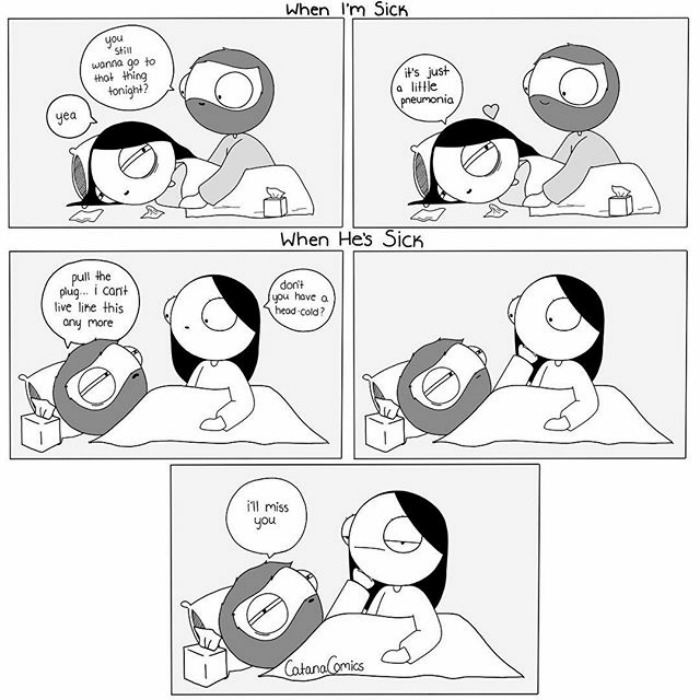 When I'm Sick
you
still
wanna go to
that thing
tonight?
yea
it's just
a little
pneumonia
When He's Sick
pull the
plug... i can't
live like this
any more
don't
you have a
head-cold?
i'll miss
you
CatanaComics